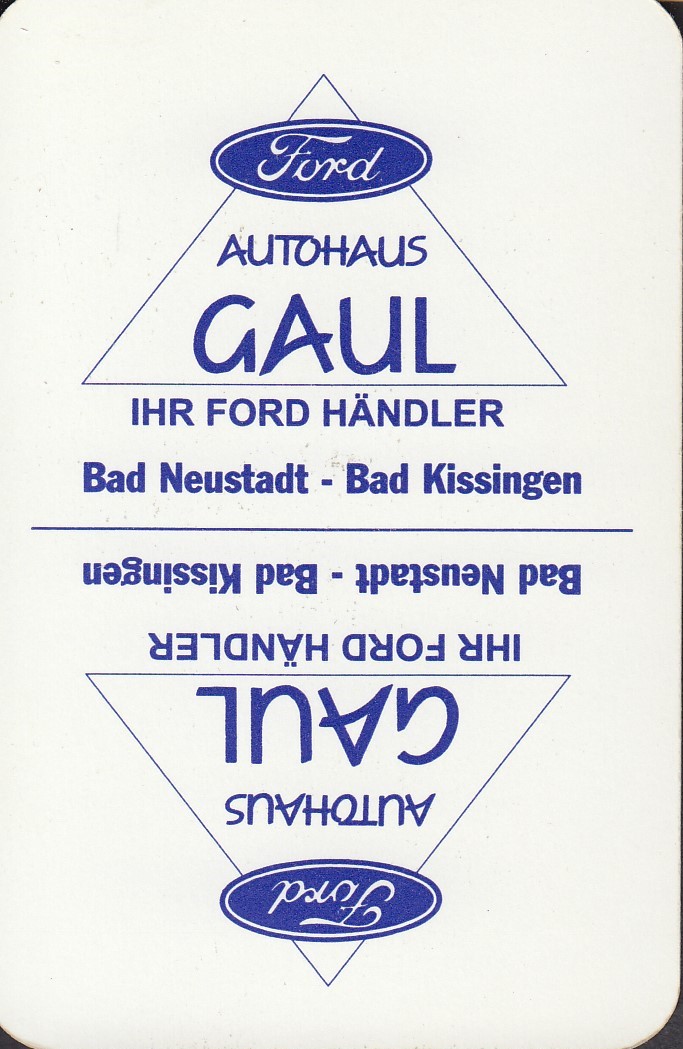 Ford
AUTOHAUS
GAUL
IHR FORD HÄNDLER
Bad Neustadt - Bad Kissingen
Bad Neustadt - Bad Kissingen
IHR FORD HÄNDLER
GAUL
AUTOHAUS
Ford